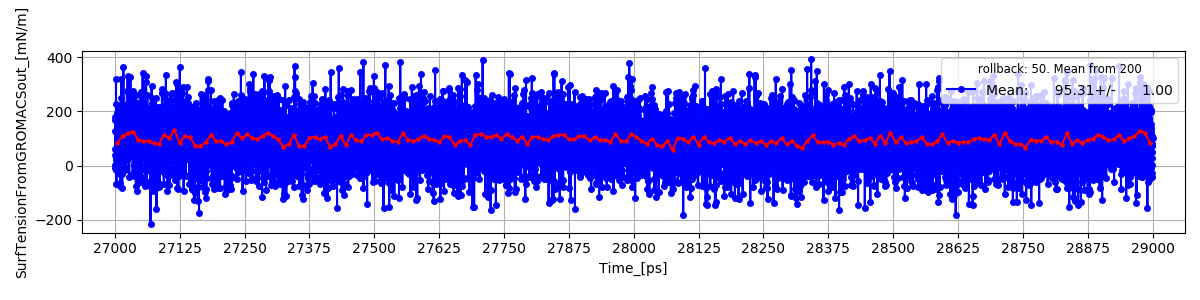 SurfTensionFromGROMACSout_[mN/m]
400
200
0
−200
rollback: 50. Mean from 200
Mean: 95.31+/- 1.00
27000 27125 27250 27375 27500 27625 27750 27875 28000 28125 28250 28375 28500 28625 28750 28875 29000
Time_[ps]